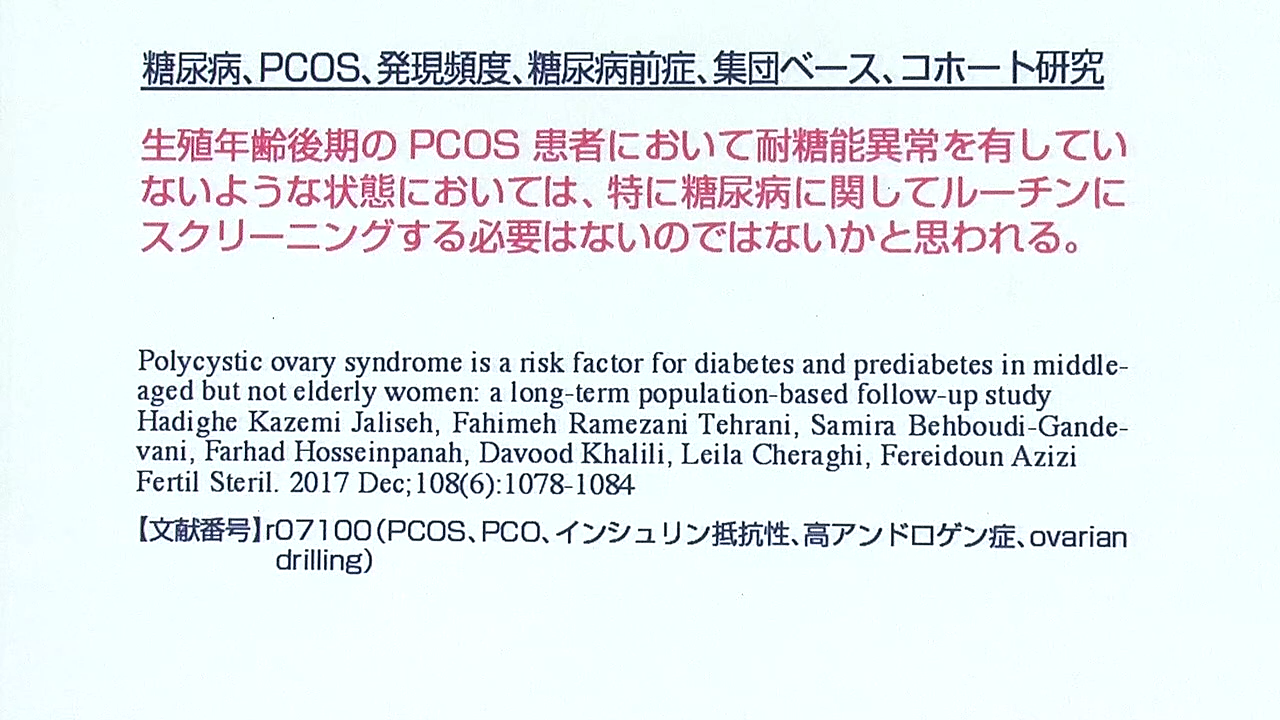 糖尿病、PCOS、発現頻度、糖尿病前症、集団ベース、コホート研究
生殖年齢後期の PCOS 患者において耐糖能異常を有してい
ないような状態においては、特に糖尿病に関してルーチンに
スクリーニングする必要はないのではないかと思われる。
Polycystic ovary syndrome is a risk factor for diabetes and prediabetes in middle-
aged but not elderly women: a long-term population-based follow-up study
Hadighe Kazemi Jaliseh, Fahimeh Ramezani Tehrani, Samira Behboudi-Gande-
vani, Farhad Hosseinpanah, Davood Khalili, Leila Cheraghi, Fereidoun Azizi
Fertil Steril. 2017 Dec;108(6):1078-1084
【文献番号】r07100(PCOS、PCO、インシュリン抵抗性、高アンドロゲン症、ovarian
drilling)